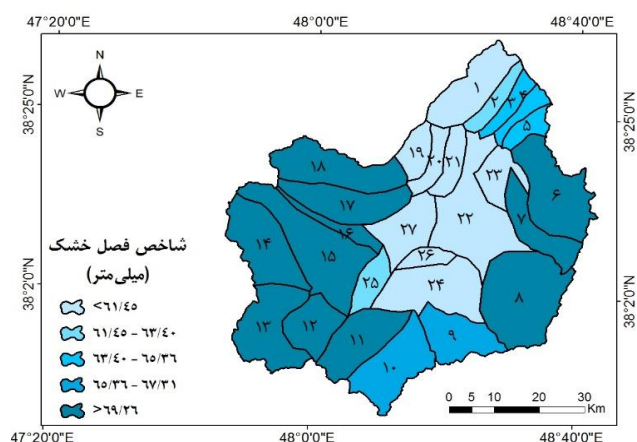 47°20'0"E 48°0'0"E 48°40'0"E
38°25'0"N
38°25'0"N
38°2'0"N
38°2'0"N
N
W E
S
۱
۲
۳
۴
۵
۶
۷
۸
۹
۱۰
۱۱
۱۲
۱۳
۱۴
۱۵
۱۶
۱۷
۱۸
۱۹
۲۰
۲۱
۲۲
۲۳
۲۴
۲۵
۲۶
۲۷
شاخص فصل خشک
(میلی‌متر)
<۶۱/۴۵
۶۱/۴۵ - ۶۳/۴۰
۶۳/۴۰ - ۶۵/۳۶
۶۵/۳۶ - ۶۷/۳۱
>۶۹/۲۶
0 5 10 20 30
Km
47°20'0"E 48°0'0"E 48°40'0"E